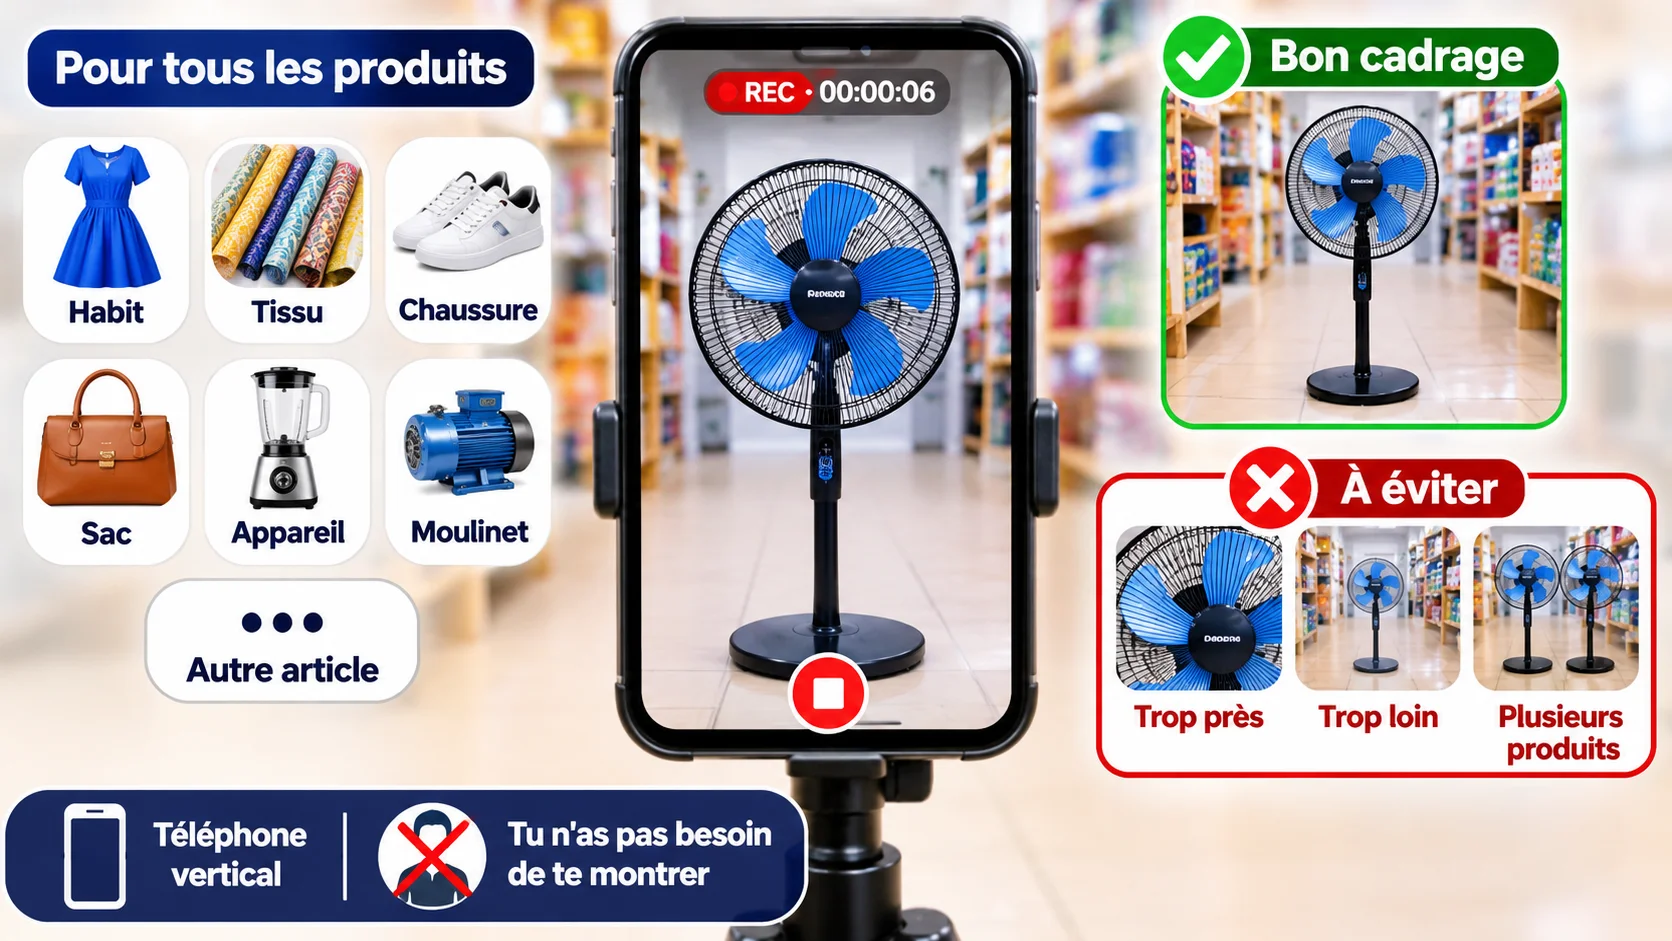 Pour tous les produits
Habit
Tissu
Chaussure
Sac
Appareil
Moulinet
Autre article
REC • 00:00:06
Bon cadrage
À éviter
Trop près
Trop loin
Plusieurs
produits
Téléphone
vertical
Tu n'as pas besoin
de te montrer